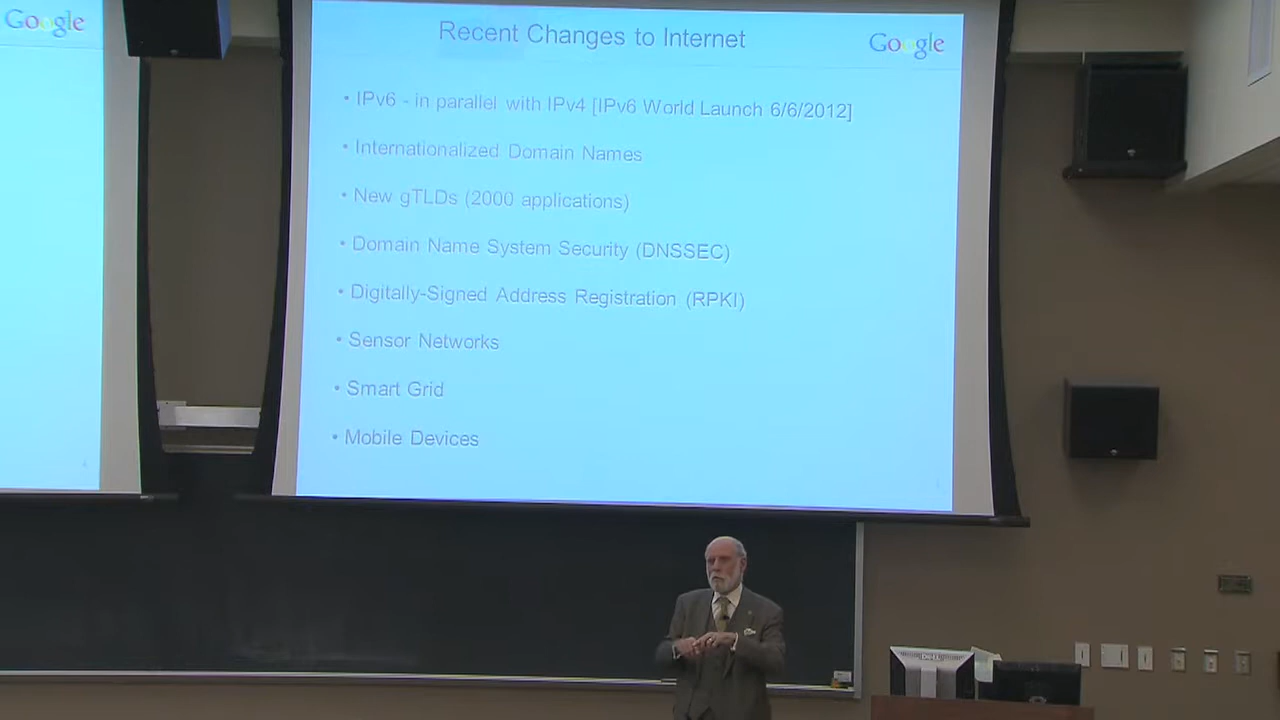 Google
Recent Changes to Internet
Google
• IPv6 - in parallel with IPv4 [IPv6 World Launch 6/6/2012]
• Internationalized Domain Names
• New gTLDs (2000 applications)
• Domain Name System Security (DNSSEC)
• Digitally-Signed Address Registration (RPKI)
• Sensor Networks
• Smart Grid
• Mobile Devices
DELL